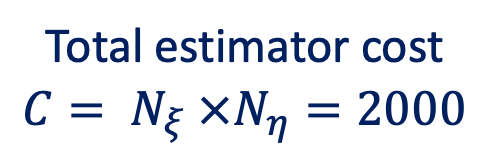 Total estimator cost
C = N_ξ × N_η = 2000